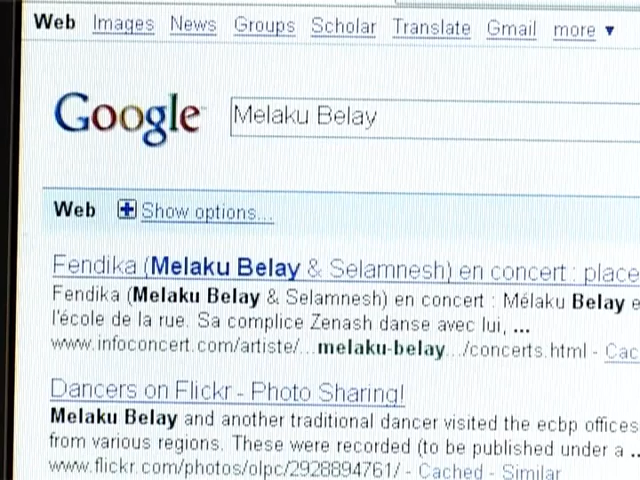 Web Images News Groups Scholar Translate Gmail more ▼
Google Melaku Belay
Web Show options...
Fendika (Melaku Belay & Selamnesh) en concert : place
Fendika (Melaku Belay & Selamnesh) en concert : Mélaku Belay e
l'école de la rue. Sa complice Zenash danse avec lui, ...
www.infoconcert.com/artiste/...melaku-belay.../concerts.html - Cac
Dancers on Flickr - Photo Sharing!
Melaku Belay and another traditional dancer visited the ecbp offices
from various regions. These were recorded (to be published under a ...
www.flickr.com/photos/olpc/2928894761/ - Cached - Similar